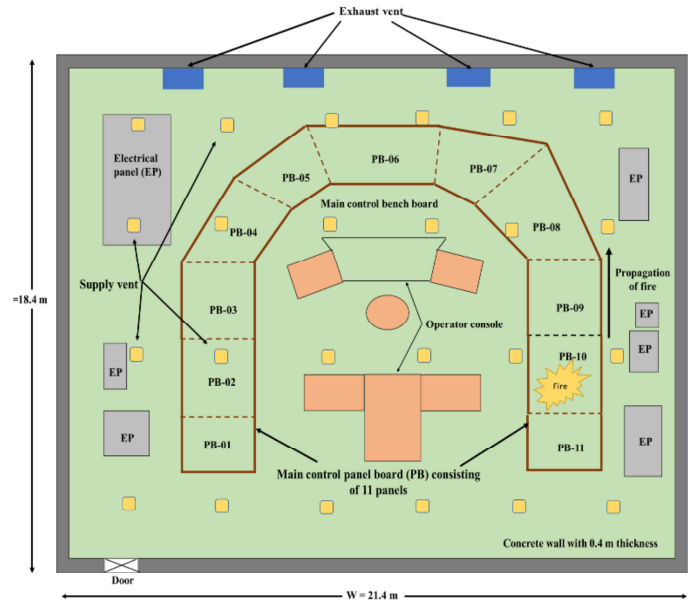 Exhaust vent
Electrical
panel (EP)
PB-05
PB-06
PB-07
EP
Main control bench board
PB-04
PB-08
Supply vent
Propagation
of fire
=18.4 m
PB-03
PB-09
EP
Operator console
EP
PB-02
PB-10
EP
Fire
EP
PB-01
PB-11
EP
Main control panel board (PB) consisting
of 11 panels
Concrete wall with 0.4 m thickness
Door
W = 21.4 m